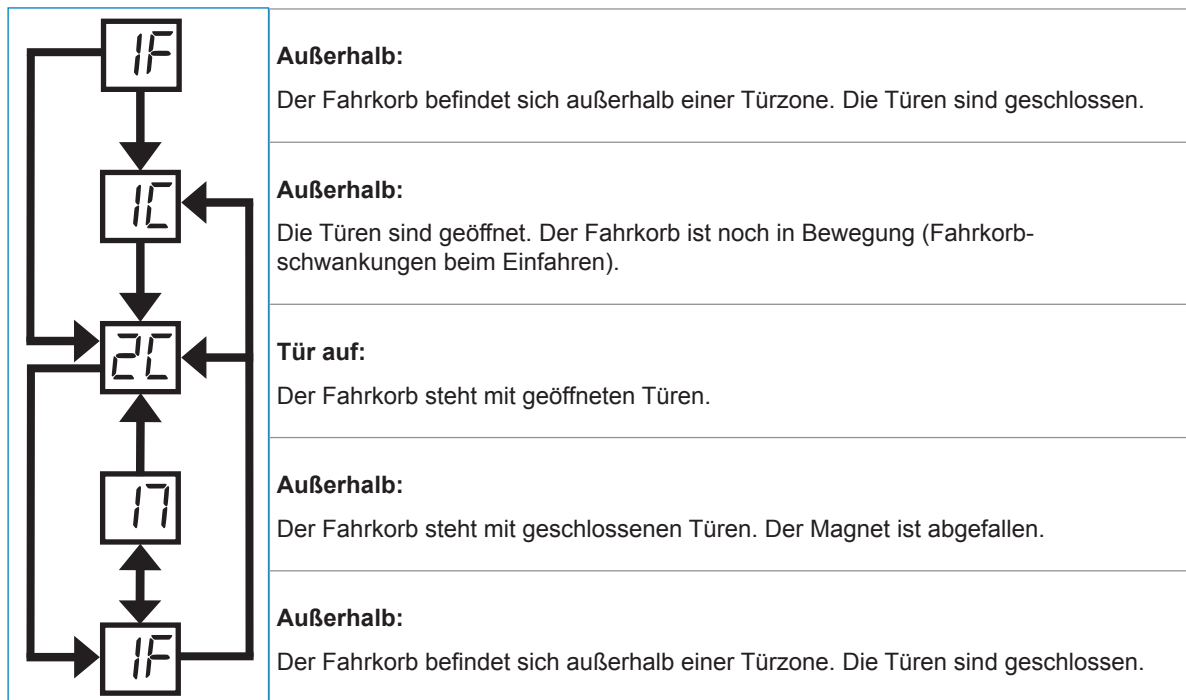 1F
Außerhalb:
Der Fahrkorb befindet sich außerhalb einer Türzone. Die Türen sind geschlossen.
1C
Außerhalb:
Die Türen sind geöffnet. Der Fahrkorb ist noch in Bewegung (Fahrkorb-
schwankungen beim Einfahren).
2C
Tür auf:
Der Fahrkorb steht mit geöffneten Türen.
17
Außerhalb:
Der Fahrkorb steht mit geschlossenen Türen. Der Magnet ist abgefallen.
1F
Außerhalb:
Der Fahrkorb befindet sich außerhalb einer Türzone. Die Türen sind geschlossen.